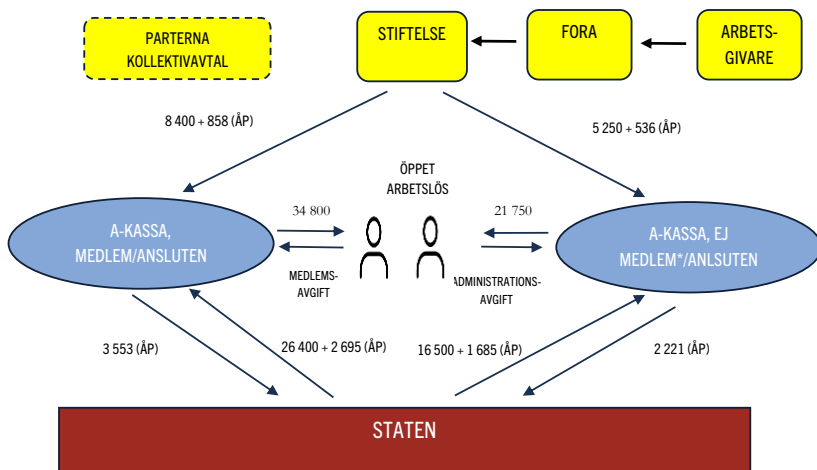 PARTERNA
KOLLEKTIVAVTAL
STIFTELSE
FORA
ARBETS-
GIVARE
8 400 + 858 (ÅP)
5 250 + 536 (ÅP)
ÖPPET
ARBETSLÖS
A-KASSA,
MEDLEM/ANSLUTEN
34 800
21 750
A-KASSA, EJ
MEDLEM*/ANLSUTEN
MEDLEMS-
AVGIFT
ADMINISTRATIONS-
AVGIFT
3 553 (ÅP)
26 400 + 2 695 (ÅP)
16 500 + 1 685 (ÅP)
2 221 (ÅP)
STATEN